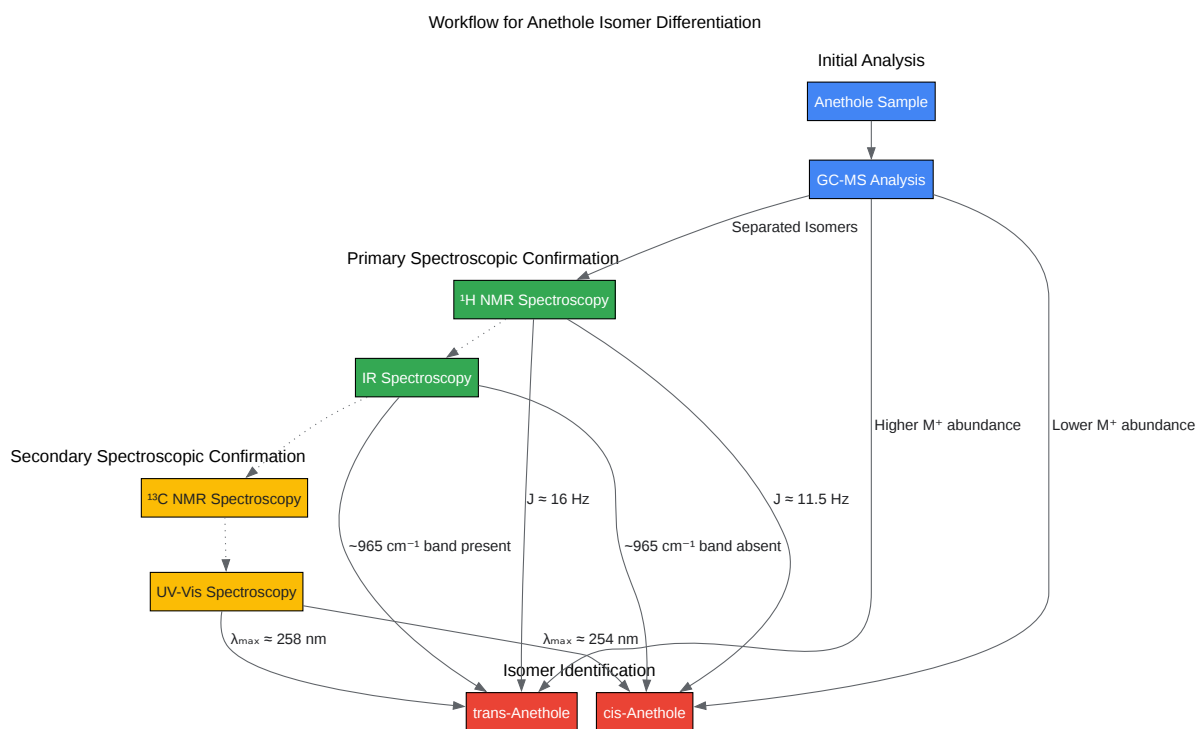 Workflow for Anethole Isomer Differentiation
Initial Analysis
Anethole Sample
GC-MS Analysis
Separated Isomers
Primary Spectroscopic Confirmation
¹H NMR Spectroscopy
IR Spectroscopy
Higher M⁺ abundance
Lower M⁺ abundance
Secondary Spectroscopic Confirmation
¹³C NMR Spectroscopy
J ≈ 16 Hz
J ≈ 11.5 Hz
~965 cm⁻¹ band present
~965 cm⁻¹ band absent
UV-Vis Spectroscopy
λₘₐₓ ≈ 258 nm
λₘₐₓ ≈ 254 nm
Isomer Identification
trans-Anethole
cis-Anethole